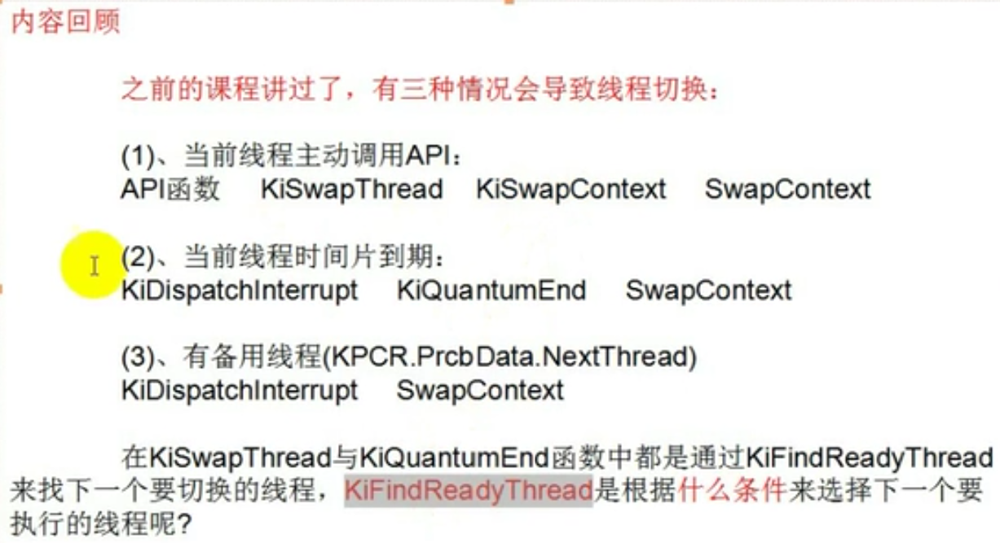 内容回顾
之前的课程讲过了，有三种情况会导致线程切换：
(1)、当前线程主动调用API：
API函数 KiSwapThread KiSwapContext SwapContext
(2)、当前线程时间片到期：
KiDispatchInterrupt KiQuantumEnd SwapContext
(3)、有备用线程(KPCR.PrcbData.NextThread)
KiDispatchInterrupt SwapContext
在KiSwapThread与KiQuantumEnd函数中都是通过KiFindReadyThread
来找下一个要切换的线程，KiFindReadyThread是根据什么条件来选择下一个要
执行的线程呢?